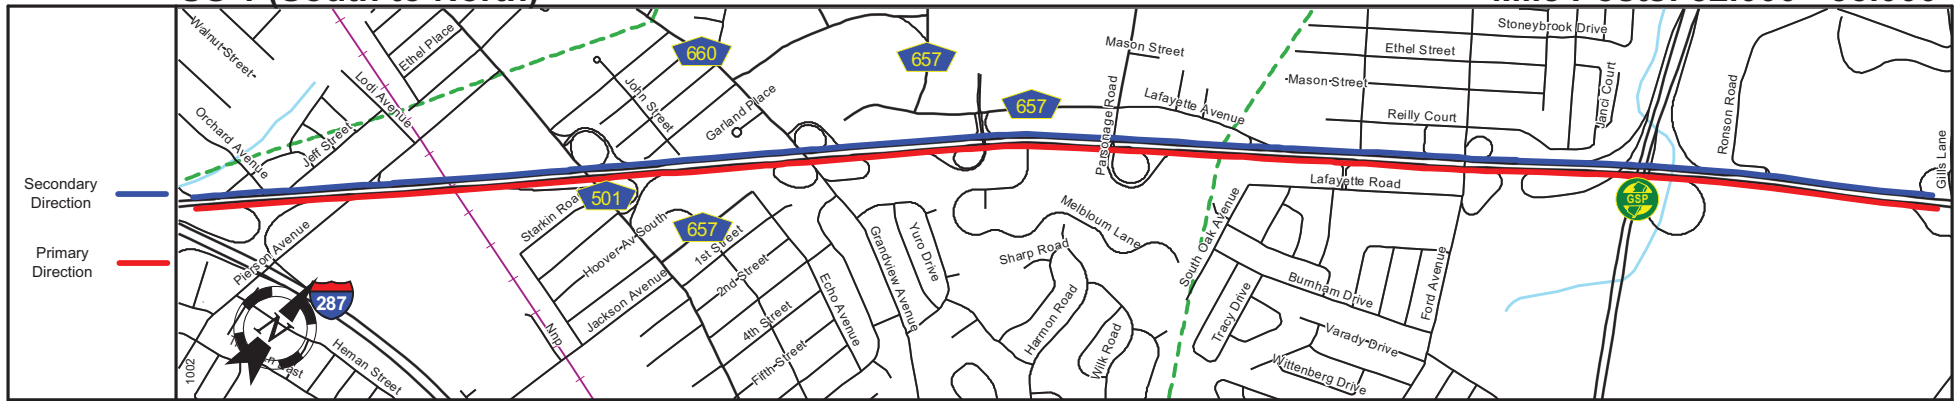 Secondary
Direction
Primary
Direction
Walnut Street
Ethel Place
Lodi Avenue
Orchard Avenue
Jeff Street
660
657
John Street
Garland Place
657
Mason Street
Parsonage Road
Lafayette Avenue
Stoneybrook Drive
Ethel Street
Mason Street
Reilly Court
Janci Court
Ronson Road
Gills Lane
501
657
Starkin Road
Hoover Av South
1st Street
2nd Street
Jackson Avenue
4th Street
Fifth Street
Echo Avenue
Grandview Avenue
Yuro Drive
Sharp Road
Melbloum Lane
Harmon Road
Wilk Road
South Oak Avenue
Lafayette Road
GSP
Burnham Drive
Tracy Drive
Varady Drive
Wittenberg Drive
Ford Avenue
Pierson Avenue
287
N
Heman Street
1002
Nnp